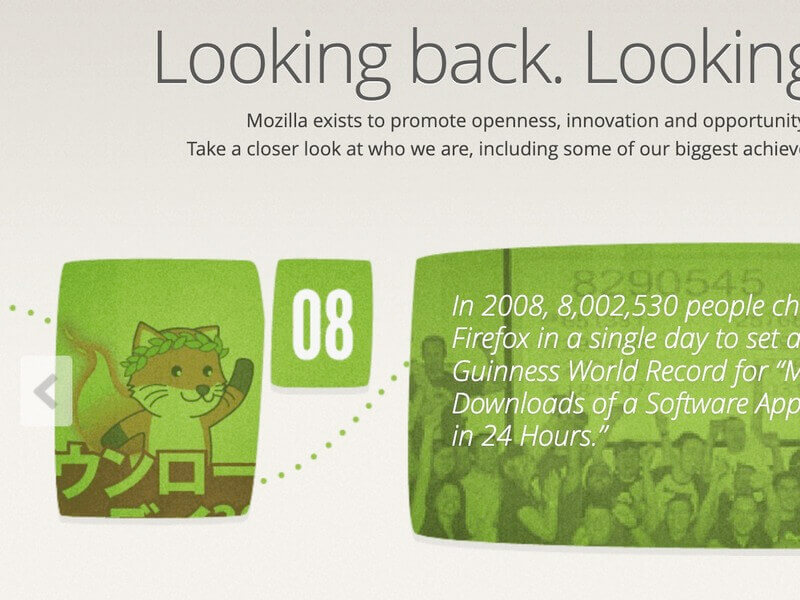 Looking back. Looking
Mozilla exists to promote openness, innovation and opportunity
Take a closer look at who we are, including some of our biggest achieve
08
ウンロー
デイ
8290545
In 2008, 8,002,530 people ch
Firefox in a single day to set a
Guinness World Record for “M
Downloads of a Software App
in 24 Hours.”